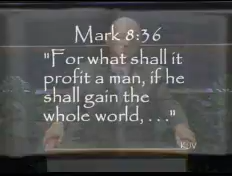 Mark 8:36
"For what shall it
profit a man, if he
shall gain the
whole world, . . ."
KJV